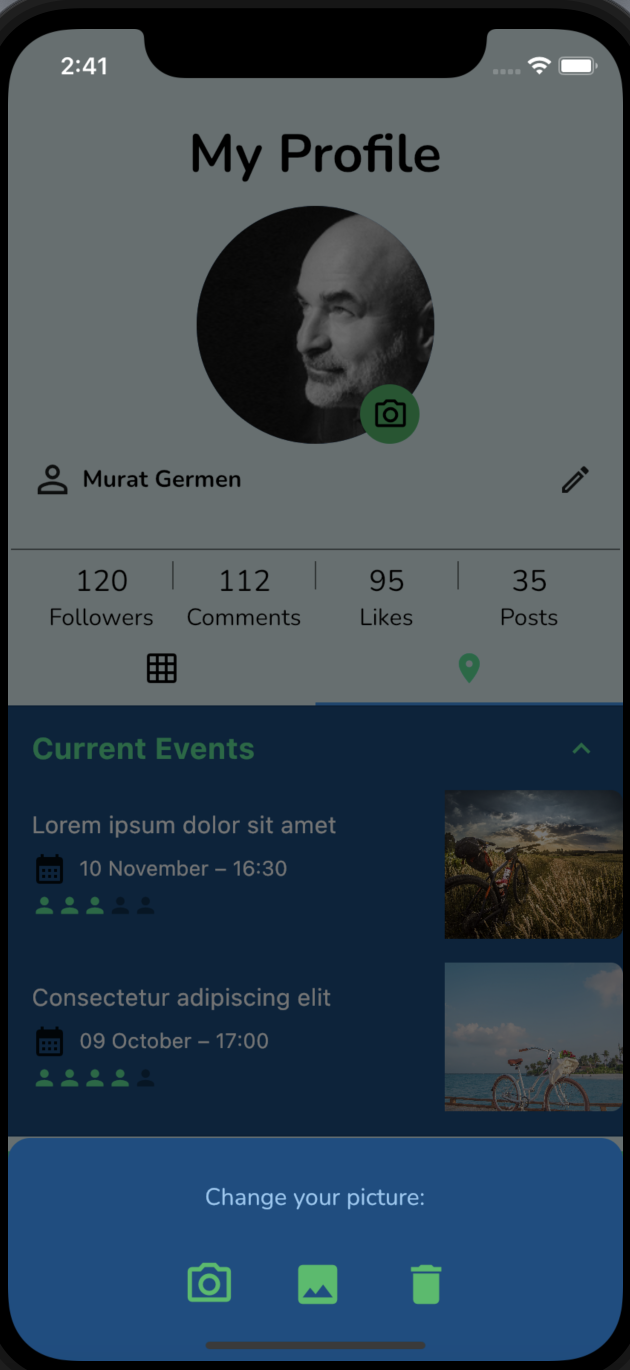 2:41
My Profile
Murat Germen
120 112 95 35
Followers Comments Likes Posts
Current Events
Lorem ipsum dolor sit amet
10 November – 16:30
Consectetur adipiscing elit
09 October – 17:00
Change your picture: